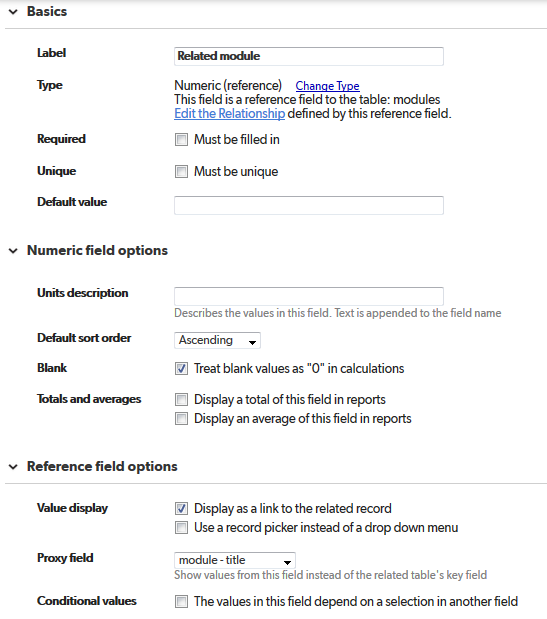 Basics
Label Related module
Type Numeric (reference) Change Type
This field is a reference field to the table: modules
Edit the Relationship defined by this reference field.
Required Must be filled in
Unique Must be unique
Default value
Numeric field options
Units description
Describes the values in this field. Text is appended to the field name
Default sort order Ascending
Blank Treat blank values as "0" in calculations
Totals and averages Display a total of this field in reports
Display an average of this field in reports
Reference field options
Value display Display as a link to the related record
Use a record picker instead of a drop down menu
Proxy field module - title
Show values from this field instead of the related table's key field
Conditional values The values in this field depend on a selection in another field